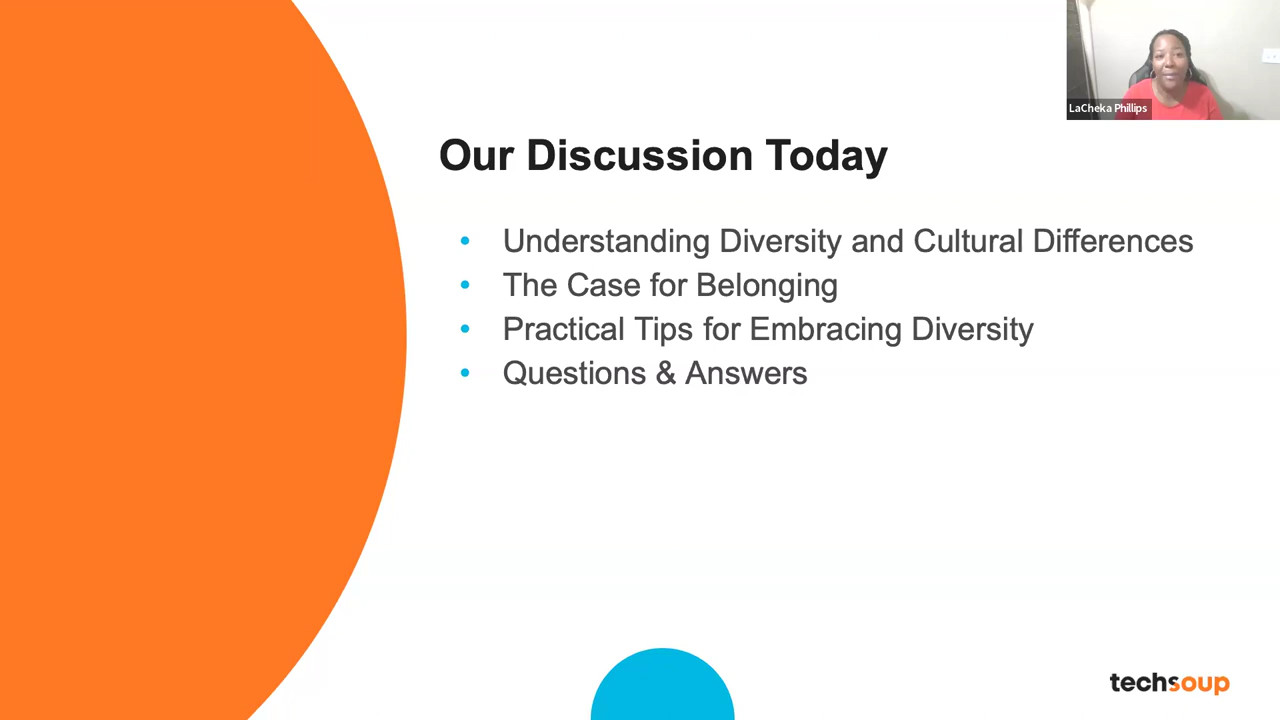 LaCheka Phillips
Our Discussion Today
• Understanding Diversity and Cultural Differences
• The Case for Belonging
• Practical Tips for Embracing Diversity
• Questions & Answers
techsoup